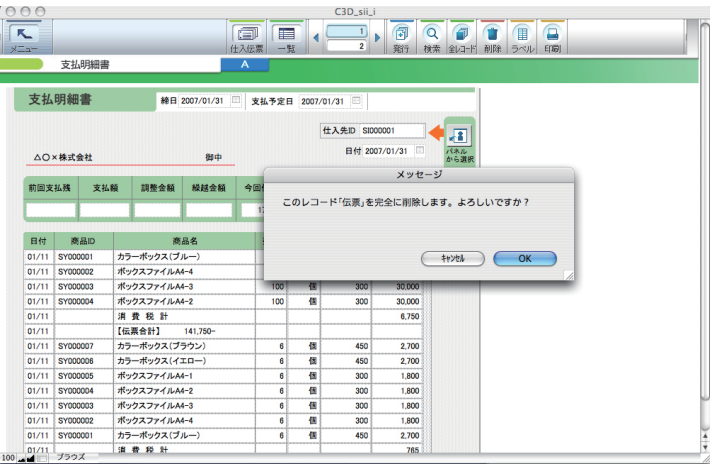 C3D_sii_i
メニュー
仕入伝票 一覧 1 2 発行 検索 全レコード 削除 ラベル 印刷
支払明細書 A
支払明細書 締日 2007/01/31 支払予定日 2007/01/31
仕入先ID SI000001
日付 2007/01/31
パネルから選択
△○×株式会社 御中
メッセージ
このレコード「伝票」を完全に削除します。よろしいですか？
キャンセル OK
前回支払残 支払額 調整金額 繰越金額
日付 商品ID 商品名
01/11 SY000001 カラーボックス(ブルー)
01/11 SY000002 ボックスファイルA4-4
01/11 SY000003 ボックスファイルA4-3 100 個 300 30,000
01/11 SY000004 ボックスファイルA4-2 100 個 300 30,000
01/11 消 費 税 計 6,750
01/11 【伝票合計】 141,750-
01/11 SY000007 カラーボックス(ブラウン) 6 個 450 2,700
01/11 SY000006 カラーボックス(イエロー) 6 個 450 2,700
01/11 SY000005 ボックスファイルA4-1 6 個 300 1,800
01/11 SY000004 ボックスファイルA4-2 6 個 300 1,800
01/11 SY000003 ボックスファイルA4-3 6 個 300 1,800
01/11 SY000002 ボックスファイルA4-4 6 個 300 1,800
01/11 SY000001 カラーボックス(ブルー) 6 個 450 2,700
01/11 消 費 税 計 765
100 ブラウズ